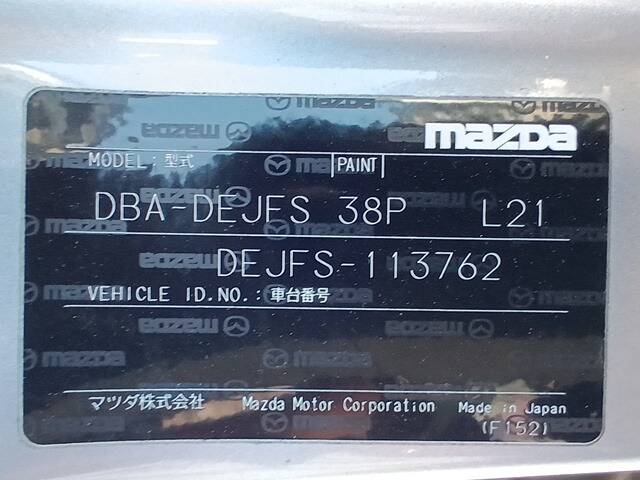 mazda
MODEL: 型式 PAINT
DBA-DEJFS 38P L21
DEJFS-113762
VEHICLE ID.NO.: 車台番号
マツダ株式会社 Mazda Motor Corporation Made in Japan
(F152)